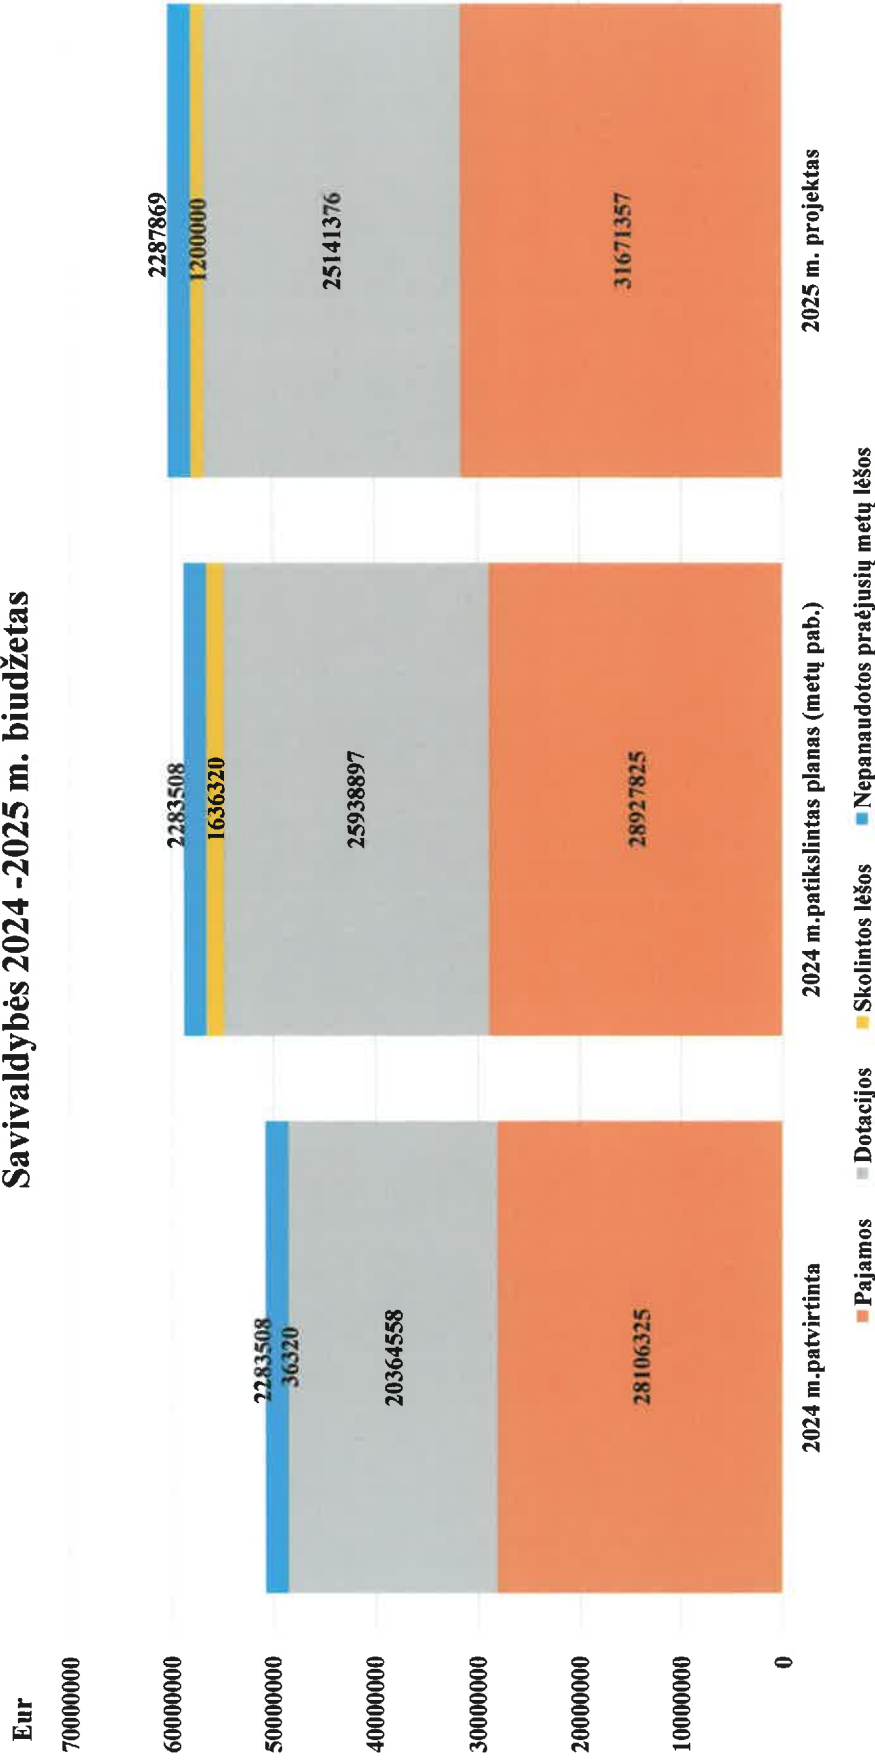 Savivaldybės 2024 -2025 m. biudžetas
Eur
70000000
60000000
50000000
40000000
30000000
20000000
10000000
0
2283508
36320
20364558
28106325
2283508
1636320
25938897
28927825
2287869
1200000
25141376
31671357
2024 m.patvirtinta
2024 m.patikslintas planas (metų pab.)
2025 m. projektas
Pajamos
Dotacijos
Skolintos lėšos
Nepanaudotos praėjusių metų lėšos